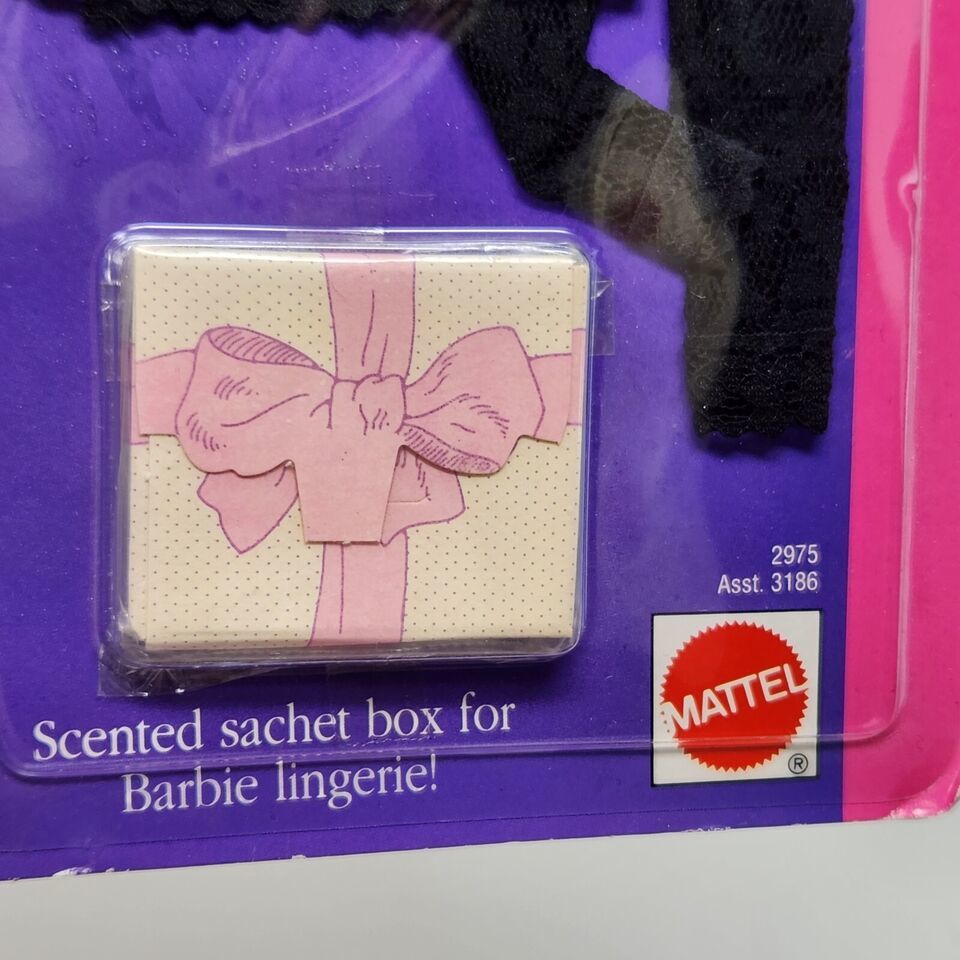 2975
Asst. 3186
MATTEL
®
Scented sachet box for
Barbie lingerie!